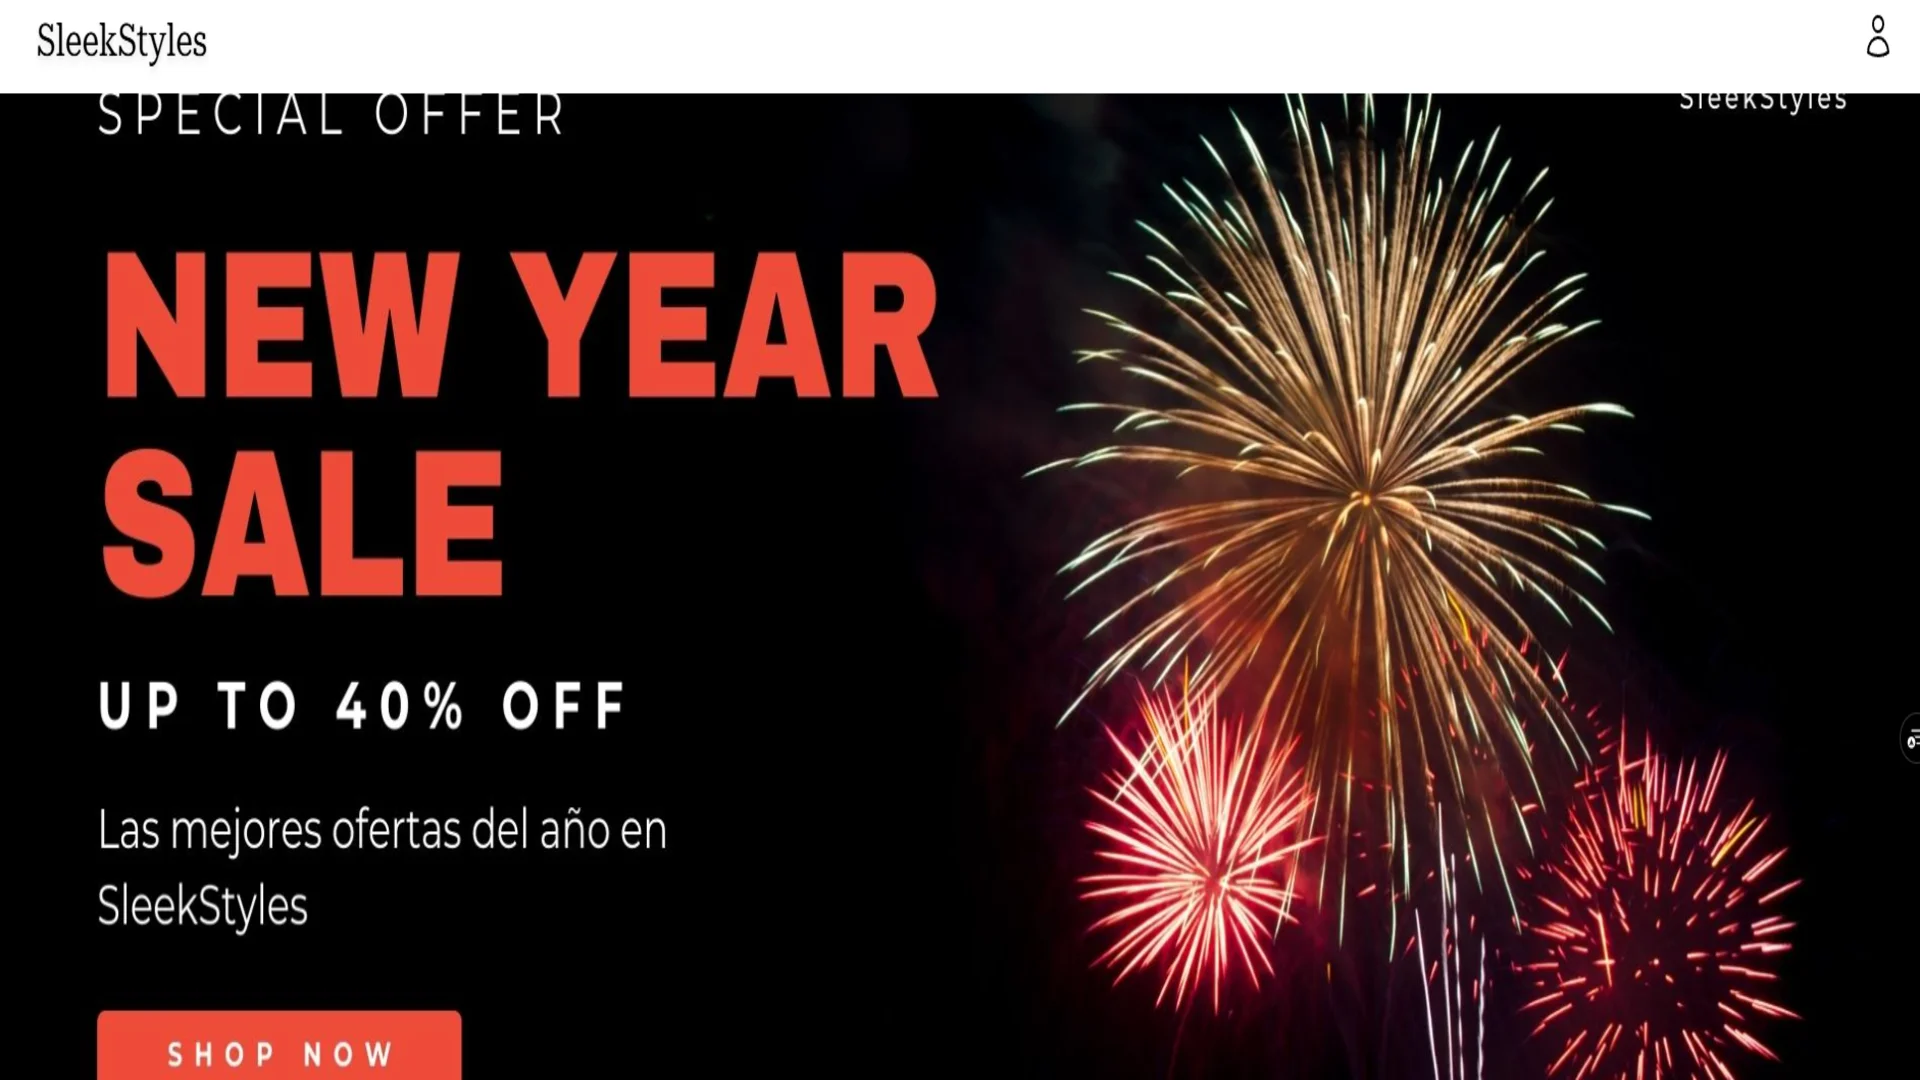 SleekStyles
SPECIAL OFFER
SleekStyles
NEW YEAR
SALE
UP TO 40% OFF
Las mejores ofertas del año en
SleekStyles
SHOP NOW